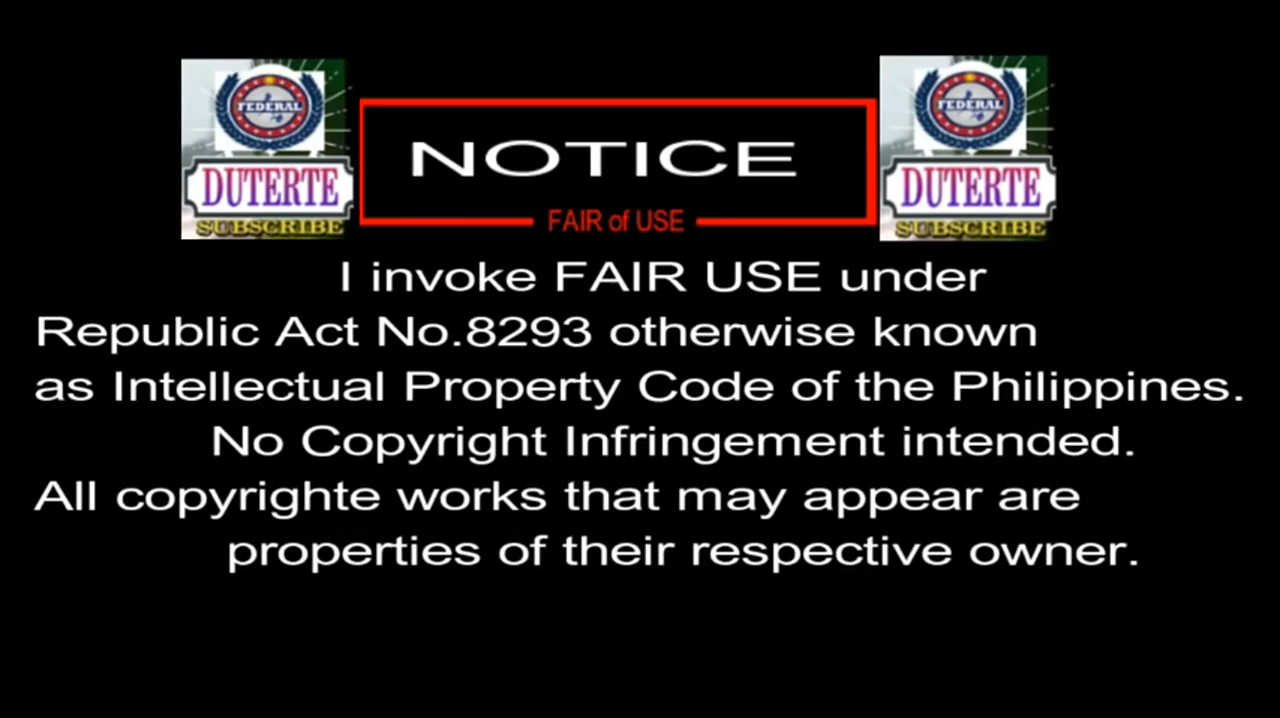 FEDERAL
DUTERTE
SUBSCRIBE
NOTICE
FAIR of USE
FEDERAL
DUTERTE
SUBSCRIBE
I invoke FAIR USE under
Republic Act No.8293 otherwise known
as Intellectual Property Code of the Philippines.
No Copyright Infringement intended.
All copyrighte works that may appear are
properties of their respective owner.